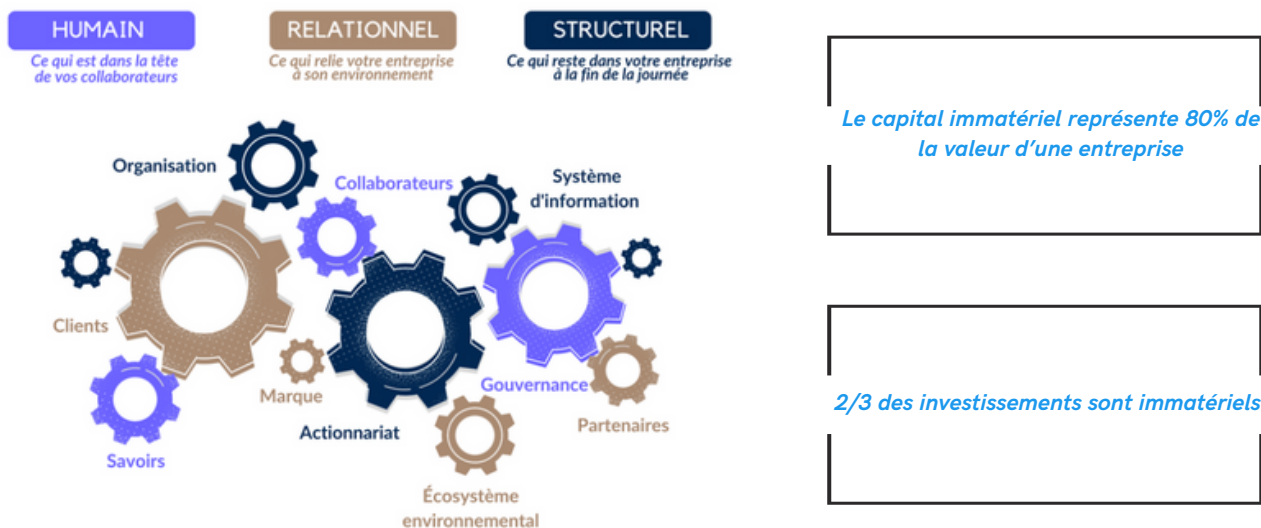 HUMAIN
Ce qui est dans la tête
de vos collaborateurs
RELATIONNEL
Ce qui relie votre entreprise
à son environnement
STRUCTUREL
Ce qui reste dans votre entreprise
à la fin de la journée
Organisation
Collaborateurs
Système
d'information
Clients
Marque
Gouvernance
Partenaires
Actionnariat
Savoirs
Écosystème
environnemental
Le capital immatériel représente 80% de
la valeur d’une entreprise
2/3 des investissements sont immatériels